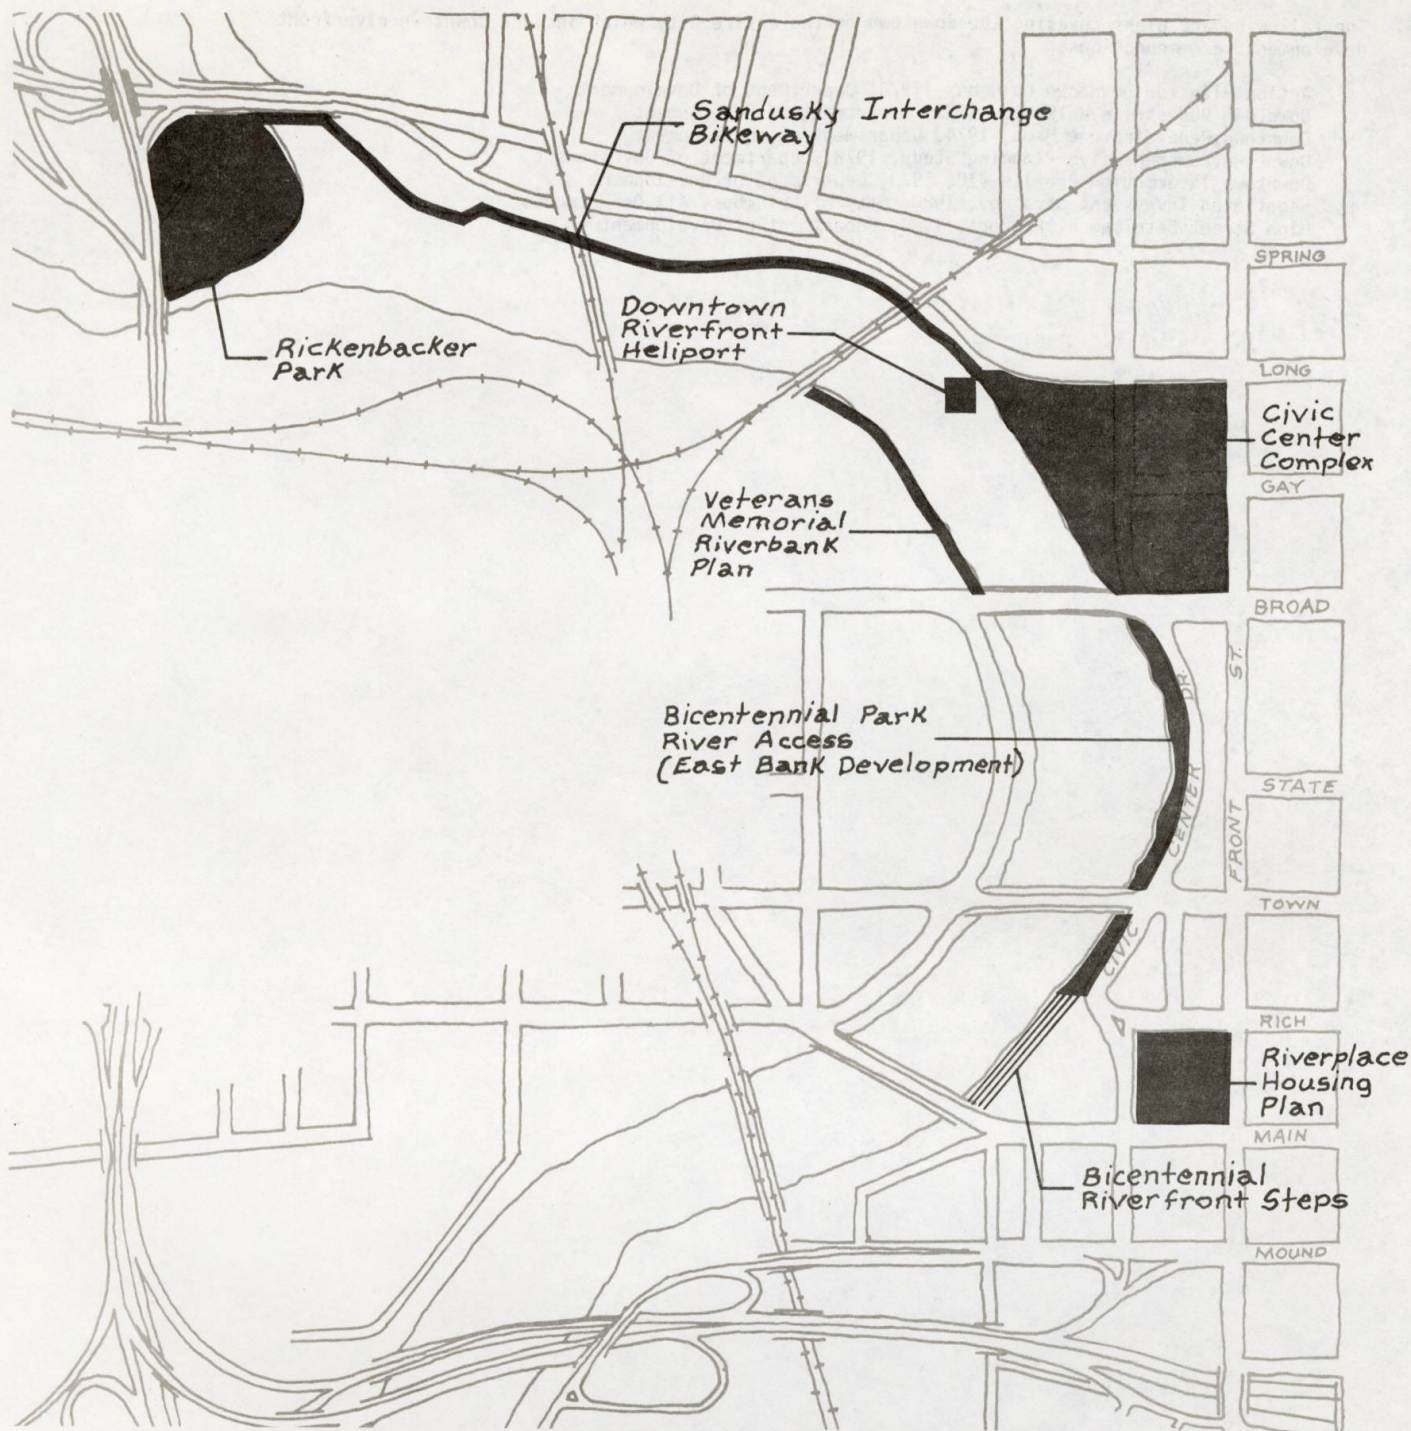 Sandusky Interchange
Bikeway
SPRING
Downtown
Riverfront
Heliport
Rickenbacker
Park
LONG
Civic
Center
Complex
GAY
Veterans
Memorial
Riverbank
Plan
BROAD
ST.
DR.
Bicentennial Park
River Access
(East Bank Development)
CENTER
STATE
FRONT
TOWN
CIVIC
RICH
Riverplace
Housing
Plan
MAIN
Bicentennial
Riverfront Steps
MOUND